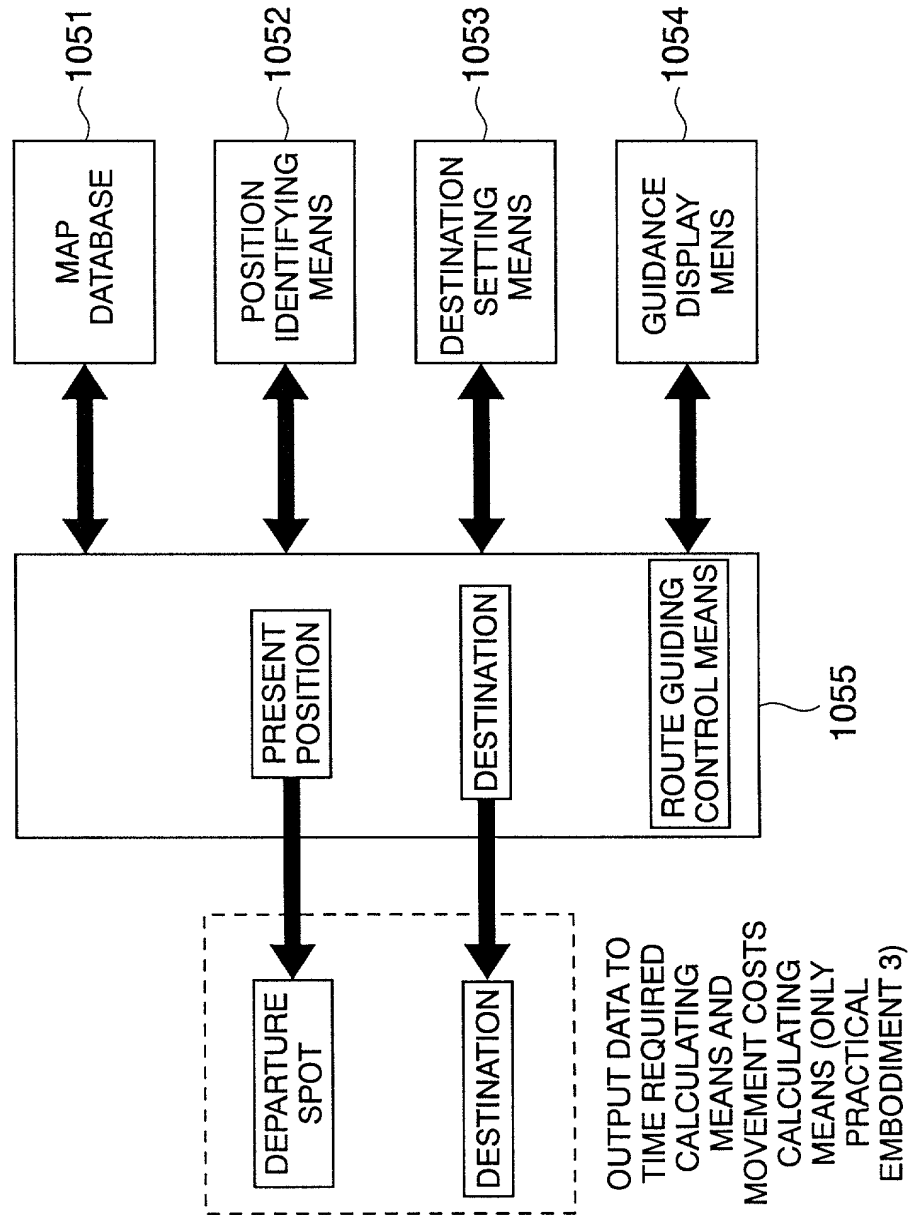 OUTPUT DATA TO
TIME REQUIRED
CALCULATING
MEANS AND
MOVEMENT COSTS
CALCULATING
MEANS (ONLY
PRACTICAL
EMBODIMENT 3)
DESTINATION
DEPARTURE
SPOT
1055
ROUTE GUIDING
CONTROL MEANS
DESTINATION
PRESENT
POSITION
GUIDANCE
DISPLAY
MENS
DESTINATION
SETTING
MEANS
POSITION
IDENTIFYING
MEANS
MAP
DATABASE
1054
1053
1052
1051